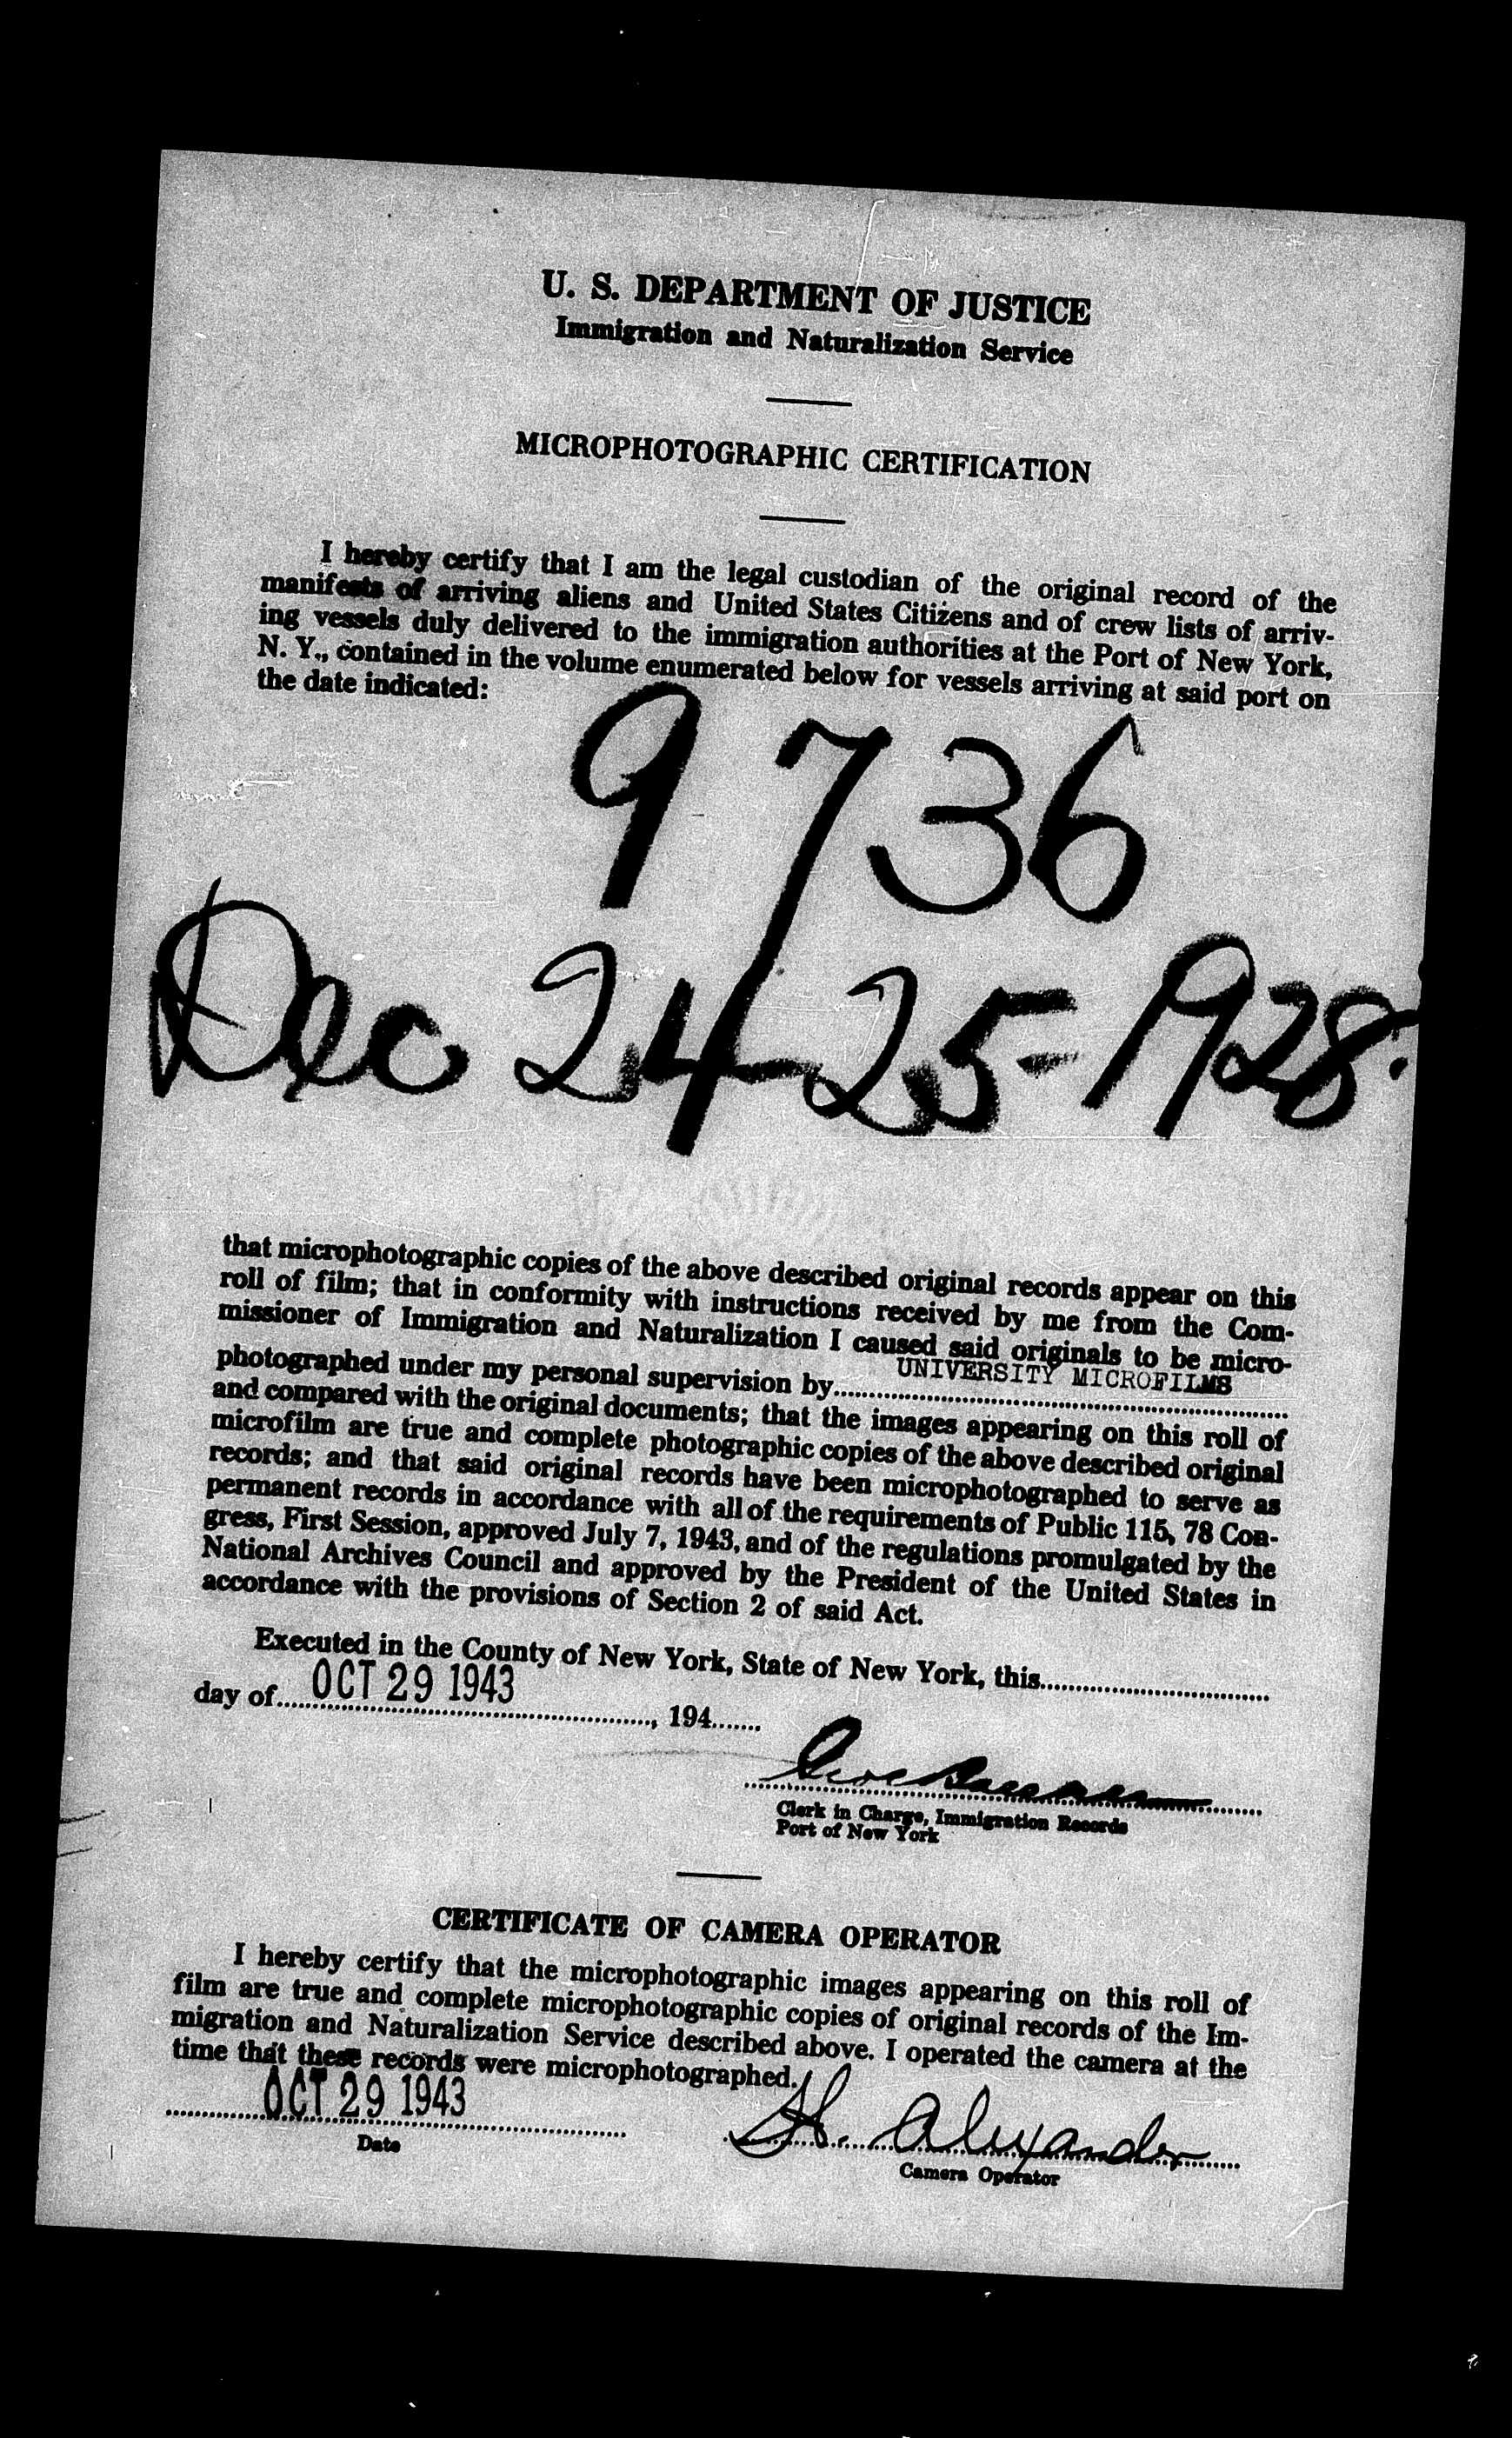 U. S. DEPARTMENT OF JUSTICE
Immigration and Naturalization Service
MICROPHOTOGRAPHIC CERTIFICATION
I hereby certify that I am the legal custodian of the original record of the
manifests of arriving aliens and United States Citizens and of crew lists of arriv-
ing vessels duly delivered to the immigration authorities at the Port of New York,
N. Y., contained in the volume enumerated below for vessels arriving at said port on
the date indicated:
9736
Dec 24-25-1928.
that microphotographic copies of the above described original records appear on this
roll of film; that in conformity with instructions received by me from the Com-
missioner of Immigration and Naturalization I caused said originals to be micro-
photographed under my personal supervision by UNIVERSITY MICROFILMS
and compared with the original documents; that the images appearing on this roll of
microfilm are true and complete photographic copies of the above described original
records; and that said original records have been microphotographed to serve as
permanent records in accordance with all of the requirements of Public 115, 78 Con-
gress, First Session, approved July 7, 1943, and of the regulations promulgated by the
National Archives Council and approved by the President of the United States in
accordance with the provisions of Section 2 of said Act.
Executed in the County of New York, State of New York, this
day of OCT 29 1943, 194
Clerk in Charge, Immigration Records
Port of New York
CERTIFICATE OF CAMERA OPERATOR
I hereby certify that the microphotographic images appearing on this roll of
film are true and complete microphotographic copies of original records of the Im-
migration and Naturalization Service described above. I operated the camera at the
time that these records were microphotographed.
OCT 29 1943 H. Alexander
Date Camera Operator